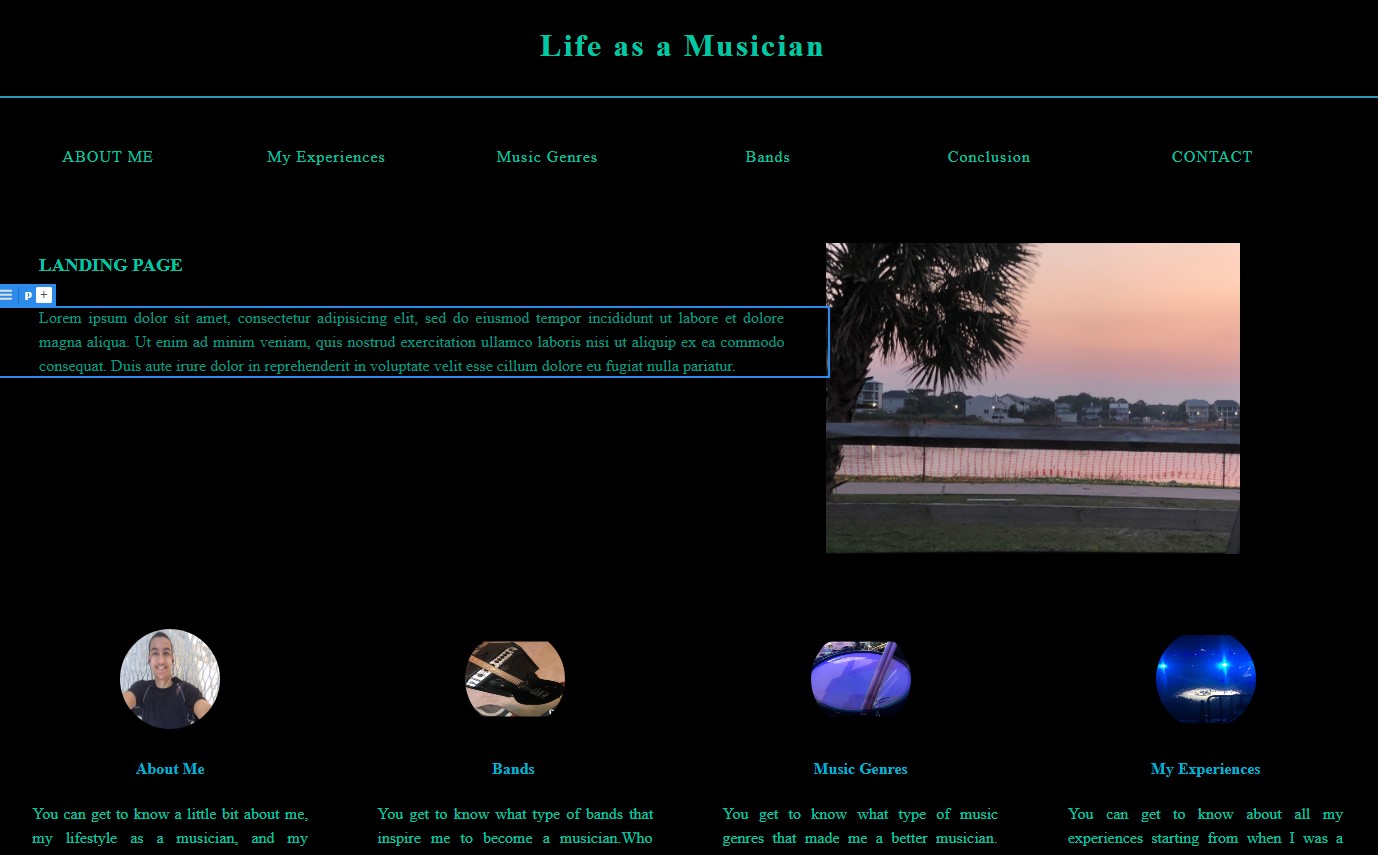 Life as a Musician
ABOUT ME
My Experiences
Music Genres
Bands
Conclusion
CONTACT
LANDING PAGE
p +
Lorem ipsum dolor sit amet, consectetur adipisicing elit, sed do eiusmod tempor incididunt ut labore et dolore
magna aliqua. Ut enim ad minim veniam, quis nostrud exercitation ullamco laboris nisi ut aliquip ex ea commodo
consequat. Duis aute irure dolor in reprehenderit in voluptate velit esse cillum dolore eu fugiat nulla pariatur.
About Me
You can get to know a little bit about me,
my lifestyle as a musician, and my
Bands
You get to know what type of bands that
inspire me to become a musician.Who
Music Genres
You get to know what type of music
genres that made me a better musician.
My Experiences
You can get to know about all my
experiences starting from when I was a